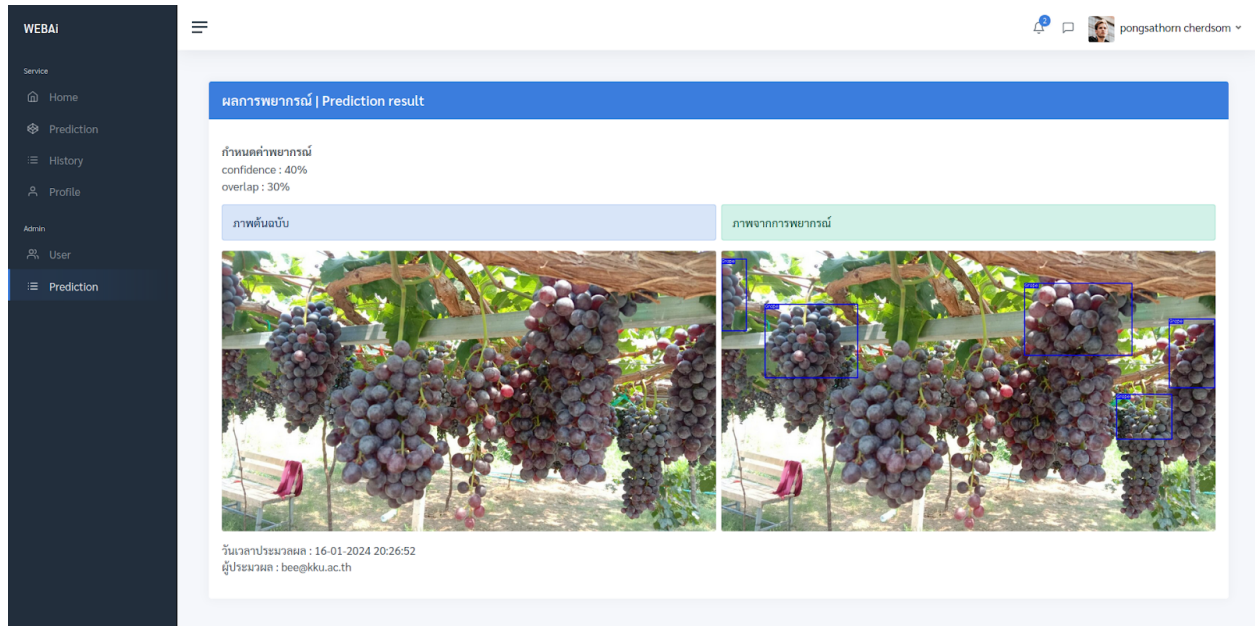 WEBAi
2
pongsathorn cherdsom
Service
Home
Prediction
History
Profile
Admin
User
Prediction
ผลการพยากรณ์ | Prediction result
กำหนดค่าพยากรณ์
confidence : 40%
overlap : 30%
ภาพต้นฉบับ
ภาพจากการพยากรณ์
วันเวลาประมวลผล : 16-01-2024 20:26:52
ผู้ประมวผล : bee@kku.ac.th